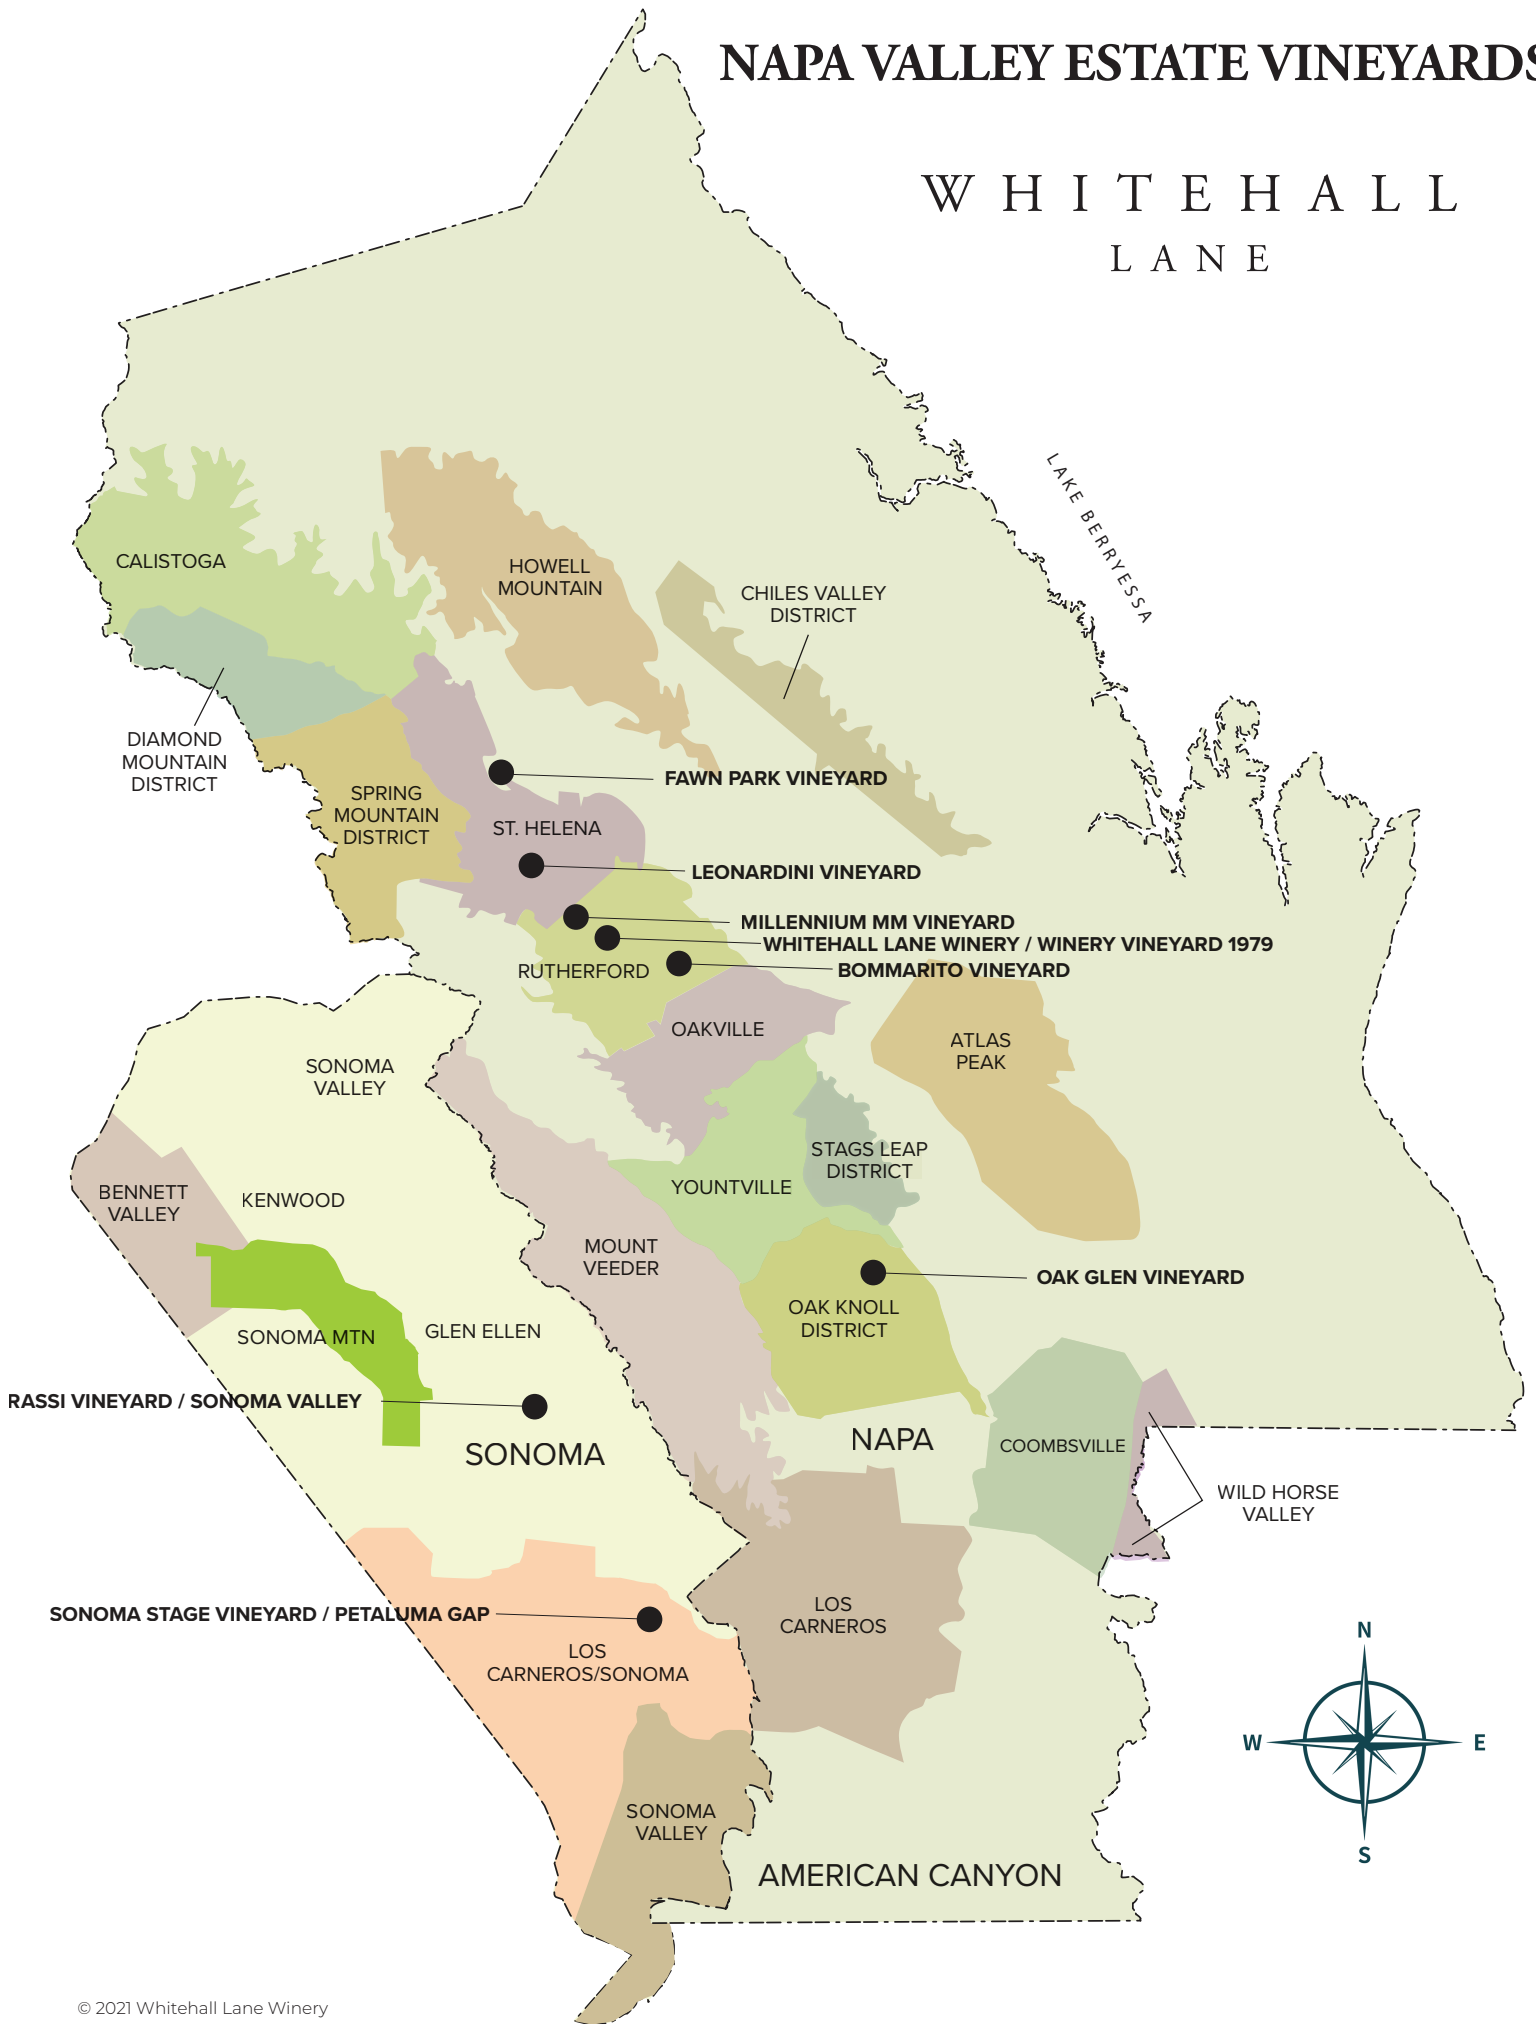 NAPA VALLEY ESTATE VINEYARDS
WHITEHALL
LANE
LAKE BERRYESSA
CALISTOGA
HOWELL
MOUNTAIN
CHILES VALLEY
DISTRICT
DIAMOND
MOUNTAIN
DISTRICT
SPRING
MOUNTAIN
DISTRICT
FAWN PARK VINEYARD
ST. HELENA
LEONARDINI VINEYARD
MILLENNIUM MM VINEYARD
WHITEHALL LANE WINERY / WINERY VINEYARD 1979
RUTHERFORD
BOMMARITO VINEYARD
OAKVILLE
ATLAS
PEAK
SONOMA
VALLEY
STAGS LEAP
DISTRICT
YOUNTVILLE
BENNETT
VALLEY
KENWOOD
MOUNT
VEEDER
OAK GLEN VINEYARD
OAK KNOLL
DISTRICT
SONOMA MTN
GLEN ELLEN
RASSI VINEYARD / SONOMA VALLEY
SONOMA
NAPA
COOMBSVILLE
WILD HORSE
VALLEY
SONOMA STAGE VINEYARD / PETALUMA GAP
LOS
CARNEROS
LOS
CARNEROS/SONOMA
N
W
E
S
SONOMA
VALLEY
AMERICAN CANYON
© 2021 Whitehall Lane Winery